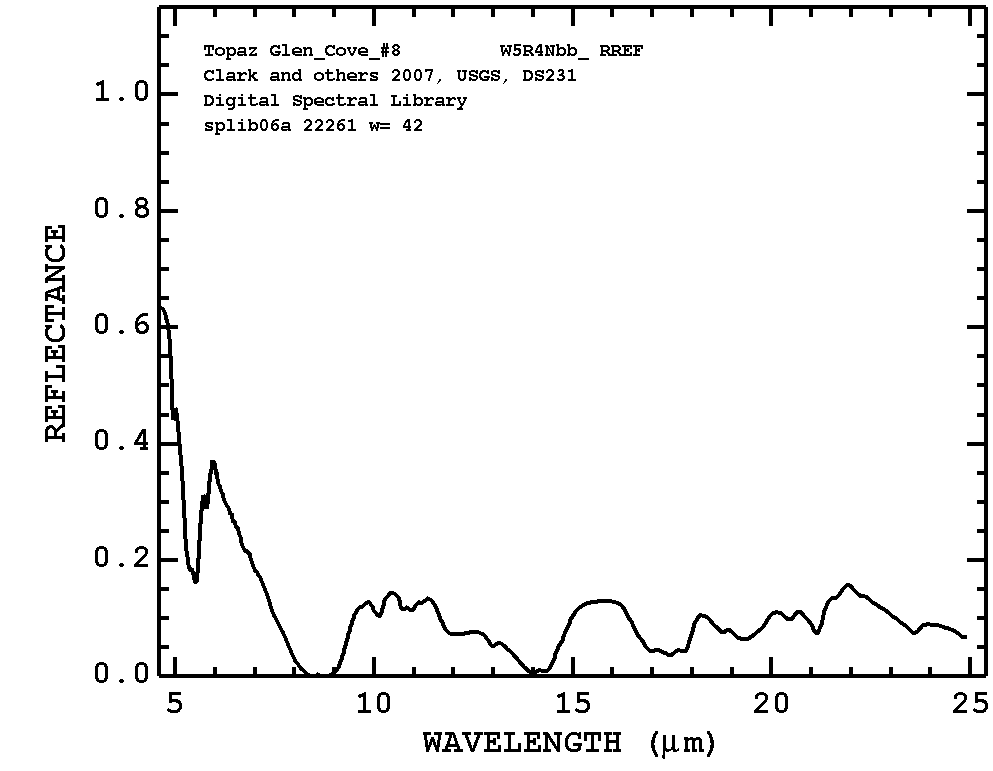 Topaz Glen_Cove_#8 W5R4Nbb_ RREF
Clark and others 2007, USGS, DS231
Digital Spectral Library
splib06a 22261 w= 42
1.0
0.8
0.6
0.4
0.2
0.0
REFLECTANCE
5 10 15 20 25
WAVELENGTH (μm)